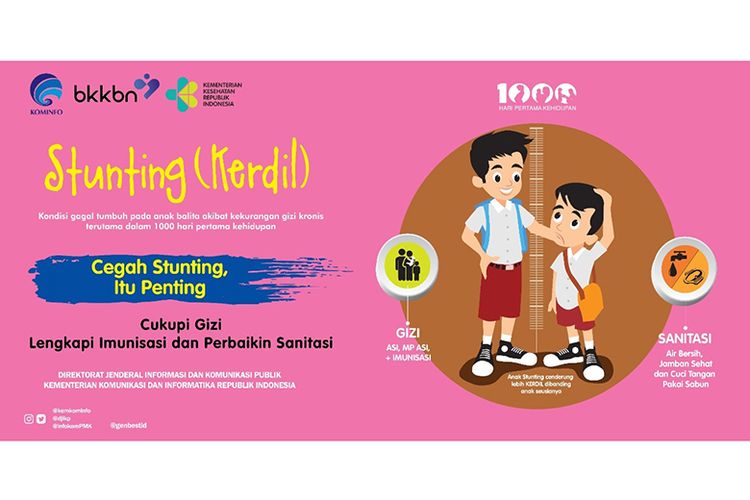 KOMINFO
bkkbn
KEMENTERIAN
KESEHATAN
REPUBLIK
INDONESIA
1000
HARI PERTAMA KEHIDUPAN
Stunting (Kerdil)
Kondisi gagal tumbuh pada anak balita akibat kekurangan gizi kronis
terutama dalam 1000 hari pertama kehidupan
Cegah Stunting,
Itu Penting
Cukupi Gizi
Lengkapi Imunisasi dan Perbaikin Sanitasi
DIREKTORAT JENDERAL INFORMASI DAN KOMUNIKASI PUBLIK
KEMENTERIAN KOMUNIKASI DAN INFORMATIKA REPUBLIK INDONESIA
@kemkominfo
@djikp
@infokomPMK
@genbestid
GIZI
ASI, MP ASI,
+ IMUNISASI
Anak Stunting cenderung
lebih KERDIL dibanding
anak seusianya
SANITASI
Air Bersih,
Jamban Sehat
dan Cuci Tangan
Pakai Sabun